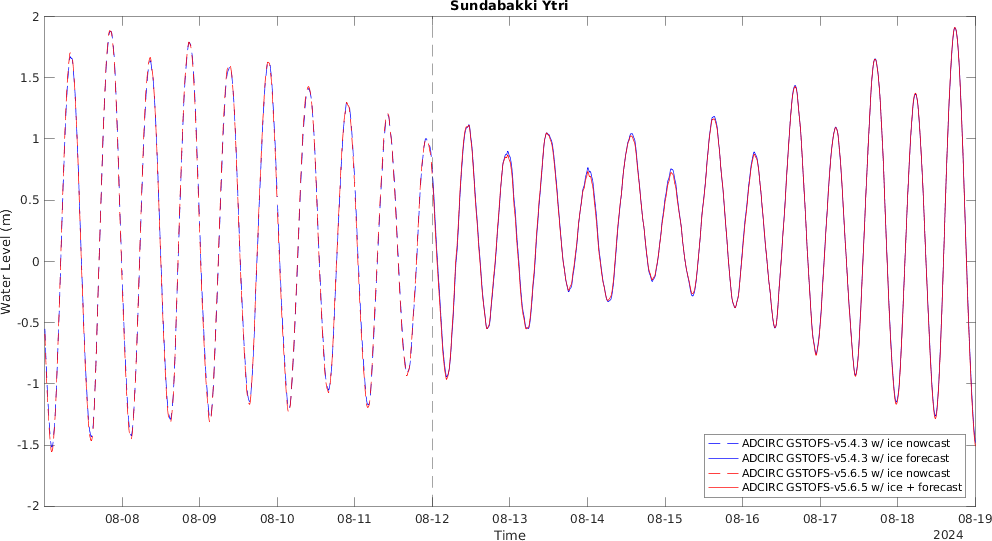 Sundabakki Ytri
2
1.5
1
0.5
0
-0.5
-1
-1.5
-2
Water Level (m)
ADCIRC GSTOFS-v5.4.3 w/ ice nowcast
ADCIRC GSTOFS-v5.4.3 w/ ice forecast
ADCIRC GSTOFS-v5.6.5 w/ ice nowcast
ADCIRC GSTOFS-v5.6.5 w/ ice + forecast
08-08 08-09 08-10 08-11 08-12 08-13 08-14 08-15 08-16 08-17 08-18 08-19
Time
2024